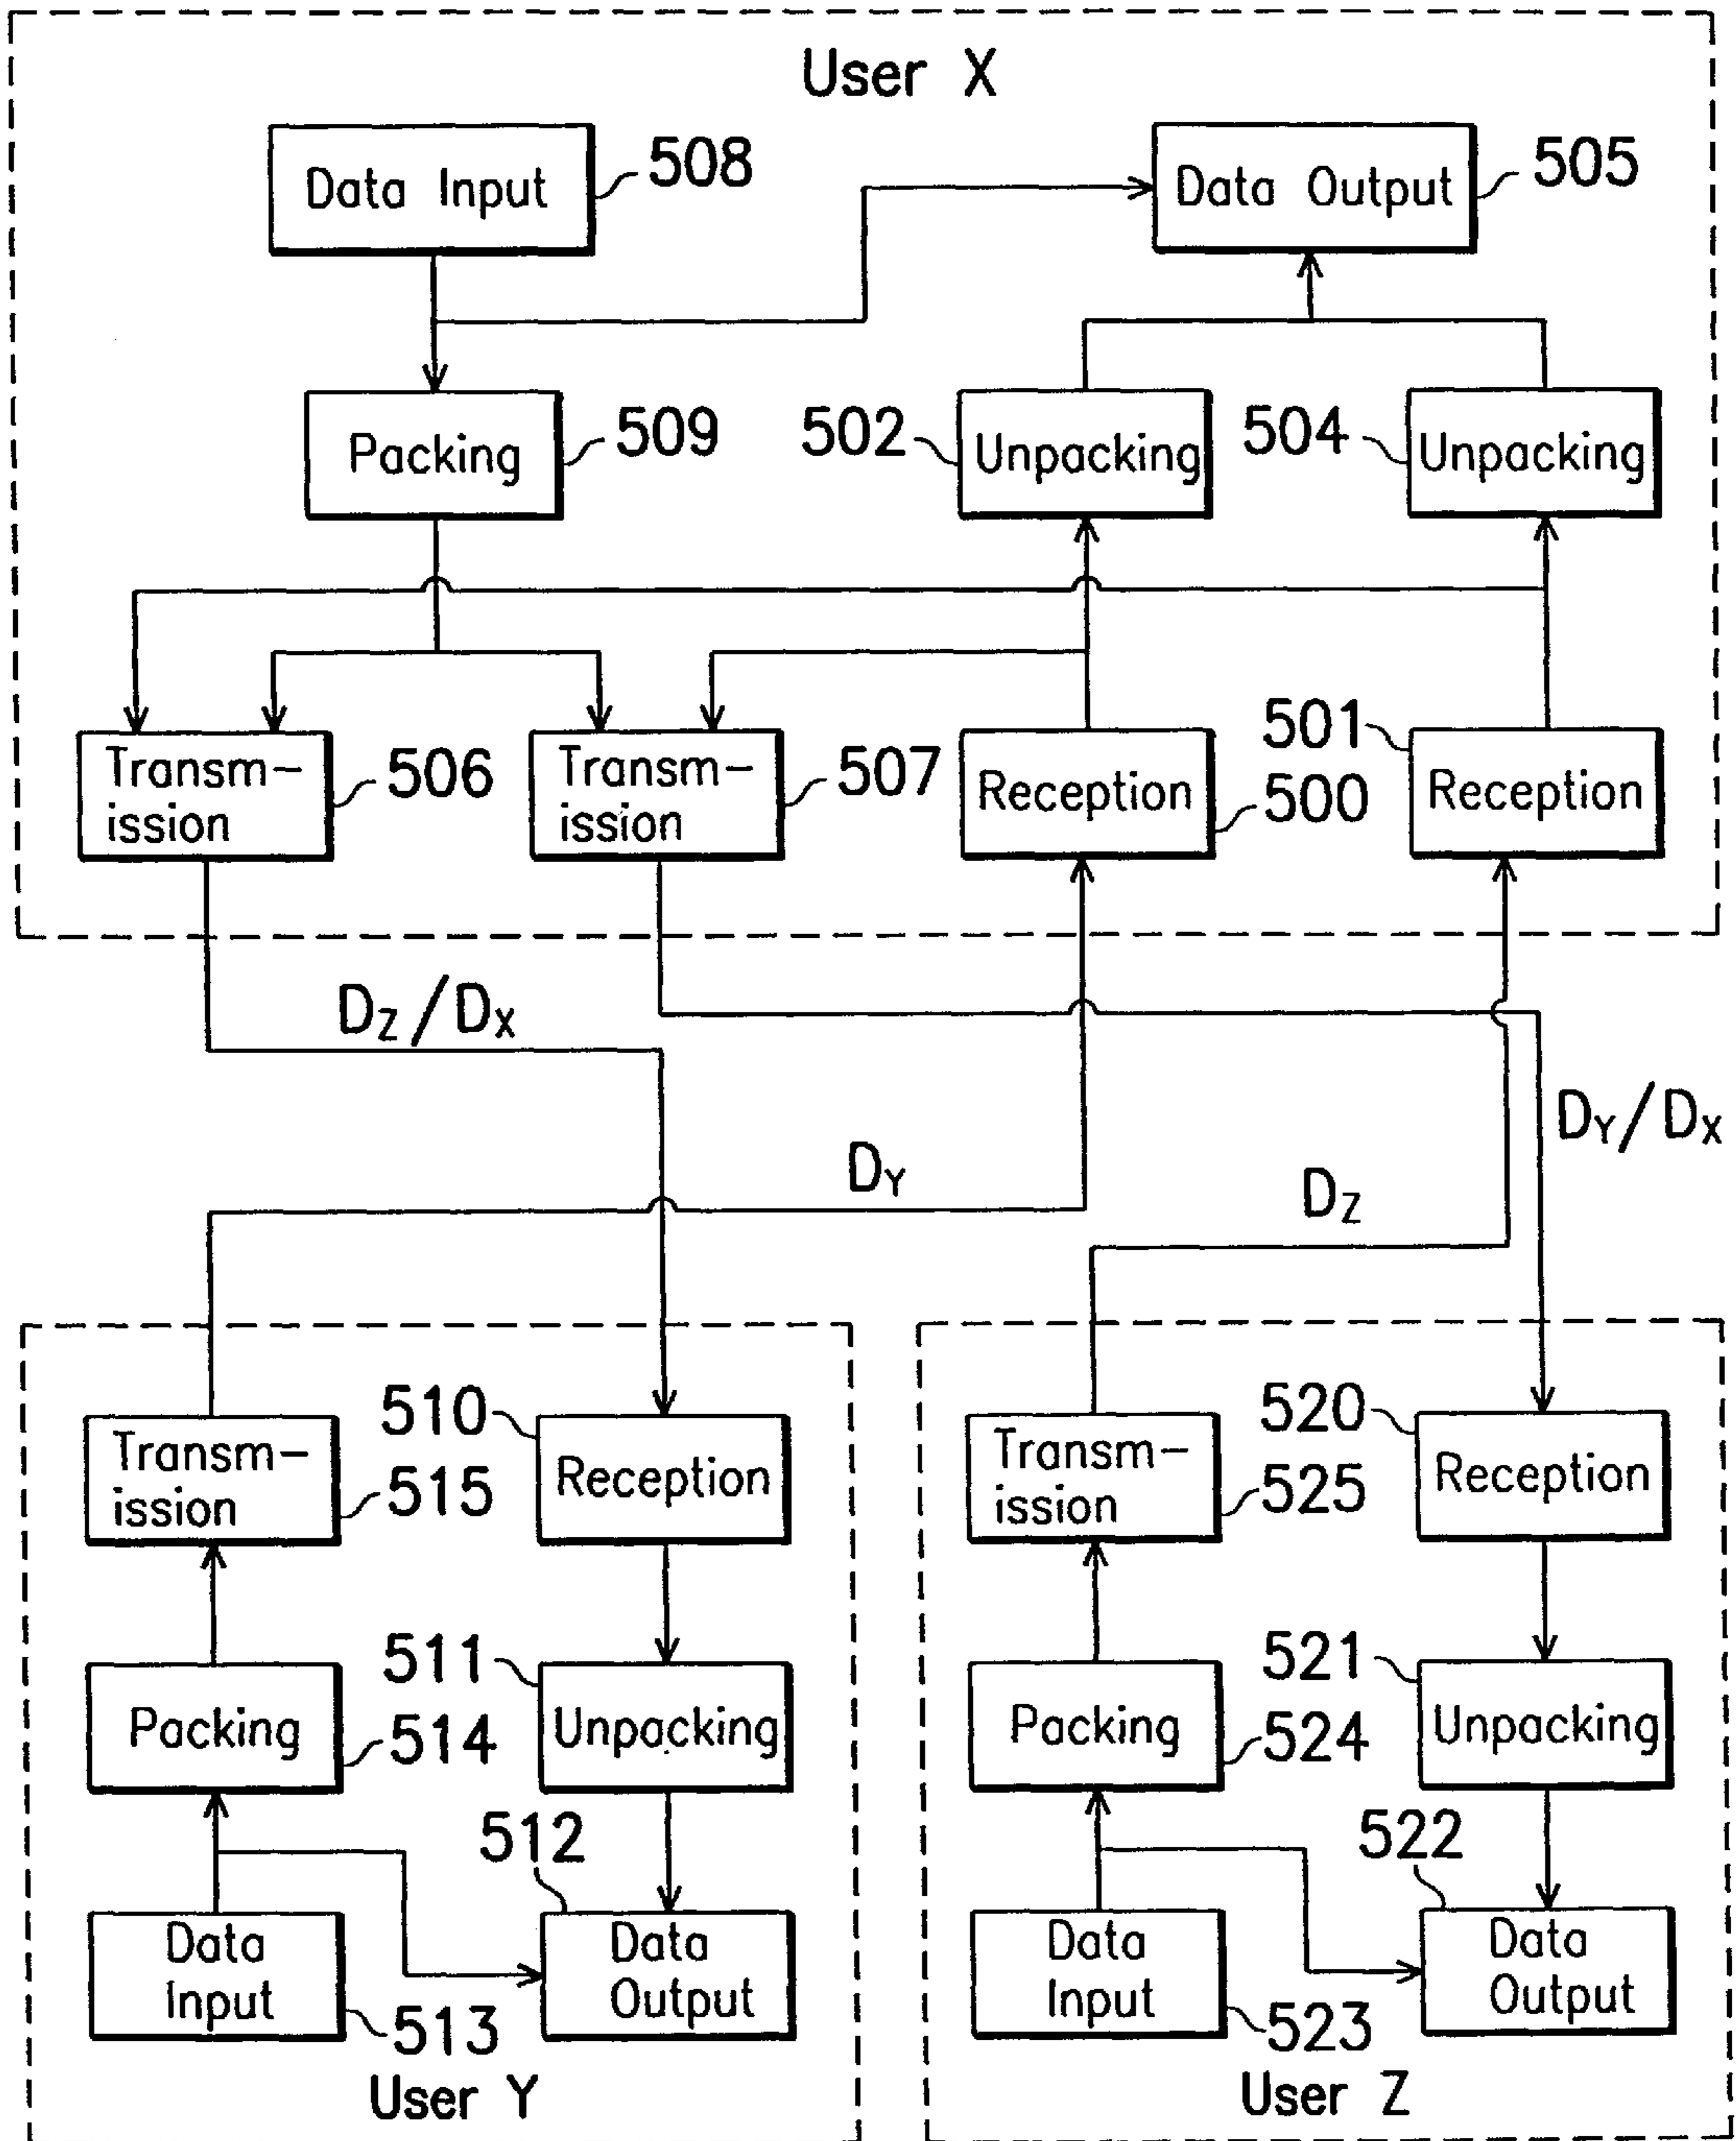 User X
Data Input
508
Data Output
505
Packing
509
502
Unpacking
504
Unpacking
Transm-
ission
506
Transm-
ission
507
Reception
500
501
Reception
DZ/DX
DY/DX
DY
DZ
Transm-
ission
515
510
Reception
Transm-
ission
525
520
Reception
Packing
514
511
Unpacking
Packing
524
521
Unpacking
Data
Input
513
512
Data
Output
Data
Input
523
522
Data
Output
User Y
User Z